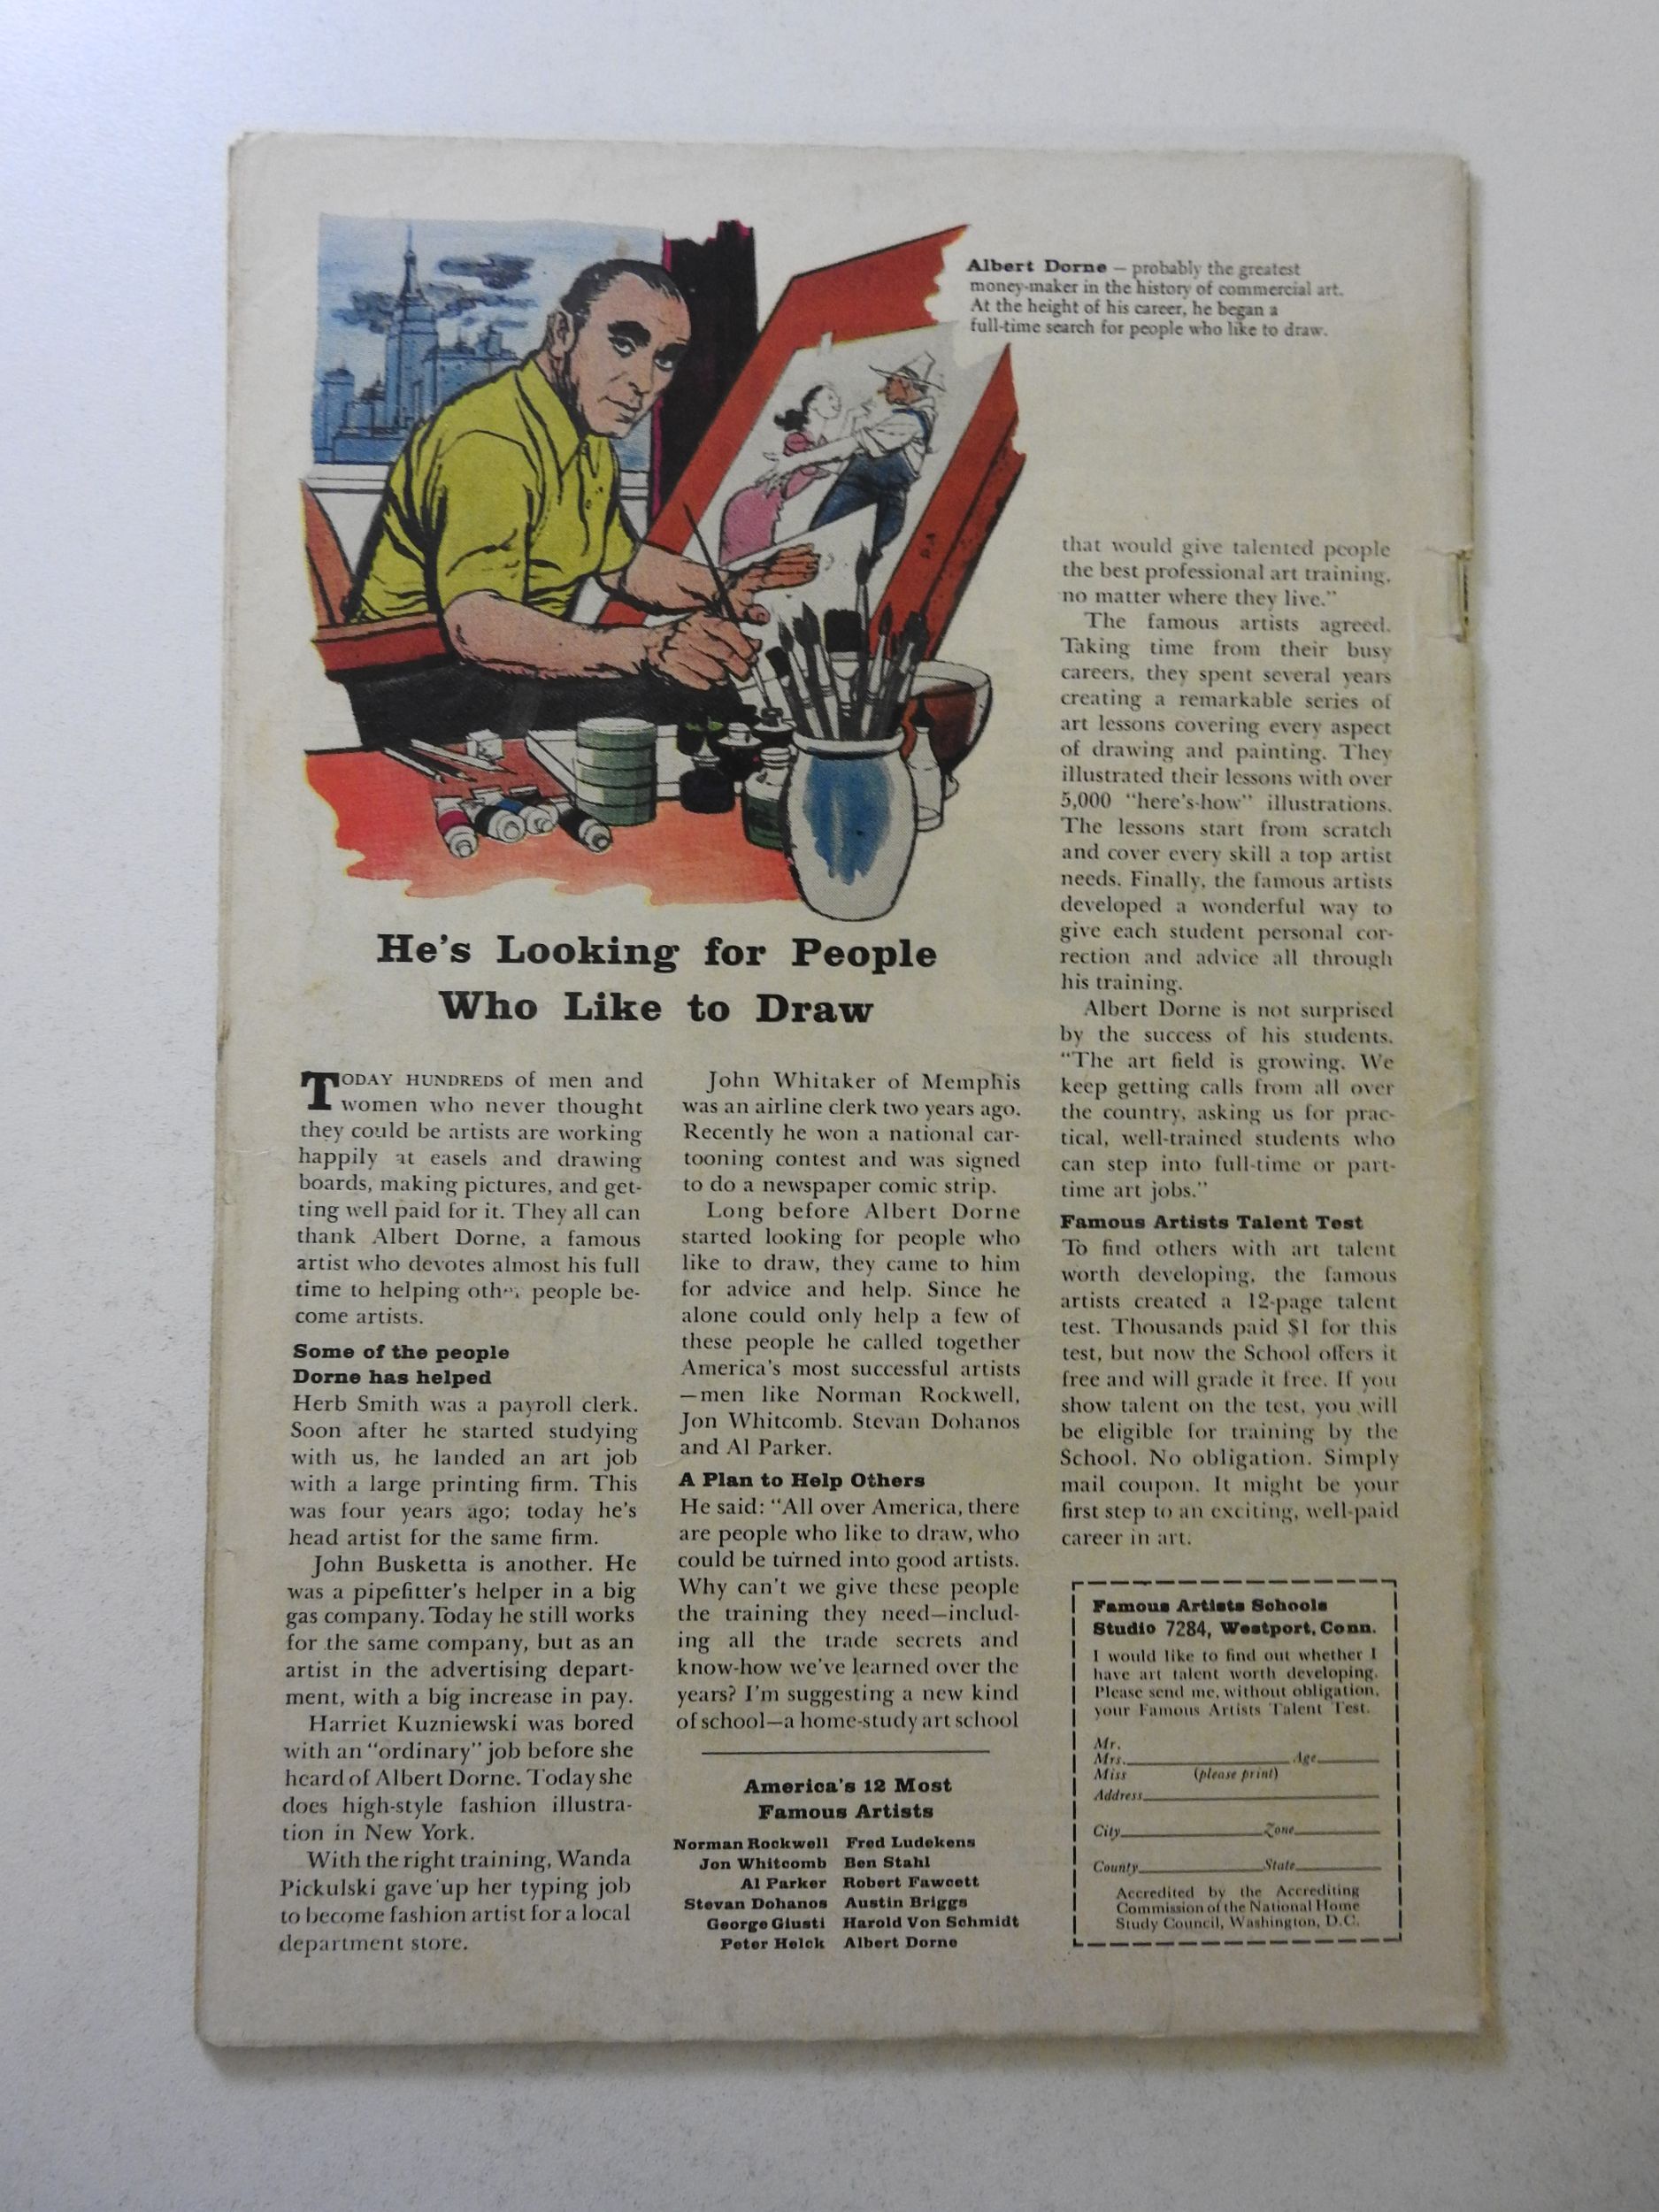 Albert Dorne — probably the greatest
money-maker in the history of commercial art.
At the height of his career, he began a
full-time search for people who like to draw.
He's Looking for People
Who Like to Draw
TODAY HUNDREDS of men and
women who never thought
they could be artists are working
happily at easels and drawing
boards, making pictures, and get-
ting well paid for it. They all can
thank Albert Dorne, a famous
artist who devotes almost his full
time to helping other people be-
come artists.
Some of the people
Dorne has helped
Herb Smith was a payroll clerk.
Soon after he started studying
with us, he landed an art job
with a large printing firm. This
was four years ago; today he's
head artist for the same firm.
John Busketta is another. He
was a pipefitter's helper in a big
gas company. Today he still works
for the same company, but as an
artist in the advertising depart-
ment, with a big increase in pay.
Harriet Kuzniewski was bored
with an "ordinary" job before she
heard of Albert Dorne. Today she
does high-style fashion illustra-
tion in New York.
With the right training, Wanda
Pickulski gave up her typing job
to become fashion artist for a local
department store.
John Whitaker of Memphis
was an airline clerk two years ago.
Recently he won a national car-
tooning contest and was signed
to do a newspaper comic strip.
Long before Albert Dorne
started looking for people who
like to draw, they came to him
for advice and help. Since he
alone could only help a few of
these people he called together
America's most successful artists
—men like Norman Rockwell,
Jon Whitcomb. Stevan Dohanos
and Al Parker.
A Plan to Help Others
He said: "All over America, there
are people who like to draw, who
could be turned into good artists.
Why can't we give these people
the training they need—includ-
ing all the trade secrets and
know-how we've learned over the
years? I'm suggesting a new kind
of school—a home-study art school
America's 12 Most
Famous Artists
Norman Rockwell Fred Ludekens
Jon Whitcomb Ben Stahl
Al Parker Robert Fawcett
Stevan Dohanos Austin Briggs
George Giusti Harold Von Schmidt
Peter Helck Albert Dorne
that would give talented people
the best professional art training,
no matter where they live."
The famous artists agreed.
Taking time from their busy
careers, they spent several years
creating a remarkable series of
art lessons covering every aspect
of drawing and painting. They
illustrated their lessons with over
5,000 "here's-how" illustrations.
The lessons start from scratch
and cover every skill a top artist
needs. Finally, the famous artists
developed a wonderful way to
give each student personal cor-
rection and advice all through
his training.
Albert Dorne is not surprised
by the success of his students.
"The art field is growing. We
keep getting calls from all over
the country, asking us for prac-
tical, well-trained students who
can step into full-time or part-
time art jobs."
Famous Artists Talent Test
To find others with art talent
worth developing, the famous
artists created a 12-page talent
test. Thousands paid $1 for this
test, but now the School offers it
free and will grade it free. If you
show talent on the test, you will
be eligible for training by the
School. No obligation. Simply
mail coupon. It might be your
first step to an exciting, well-paid
career in art.
Famous Artists Schools
Studio 7284, Westport, Conn.
I would like to find out whether I
have art talent worth developing.
Please send me, without obligation,
your Famous Artists Talent Test.
Mr.
Mrs. Age
Miss (please print)
Address
City Zone
County State
Accredited by the Accrediting
Commission of the National Home
Study Council, Washington, D.C.